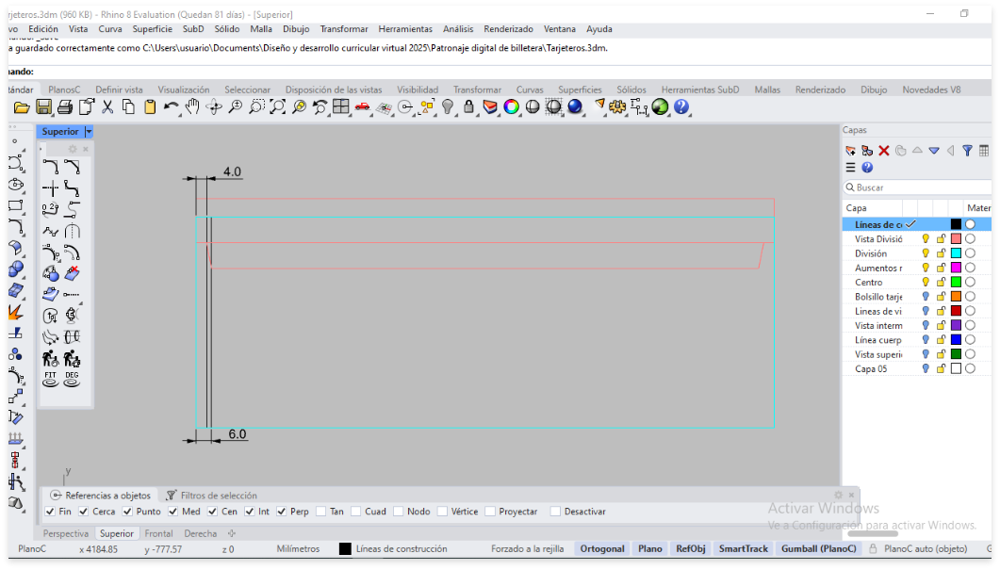 rjeteros.3dm (960 KB) - Rhino 8 Evaluation (Quedan 81 días) - [Superior]
vo Edición Vista Curva Superficie SubD Sólido Malla Dibujo Transformar Herramientas Análisis Renderizado Ventana Ayuda
a guardado correctamente como C:\Users\usuario\Documents\Diseño y desarrollo curricular virtual 2025\Patronaje digital de billetera\Tarjeteros.3dm.
mando:
tándar PlanosC Definir vista Visualización Seleccionar Disposición de las vistas Visibilidad Transformar Curvas Superficies Sólidos Herramientas SubD Mallas Renderizado Dibujo Novedades V8
Superior
Capas
Buscar
Capa Mater
Líneas de co
Vista Divisió
División
Aumentos r
Centro
Bolsillo tarje
Lineas de vi
Vista interm
Línea cuerp
Vista superi
Capa 05
4.0
6.0
FIT DEG
y
Referencias a objetos Filtros de selección
Fin Cerca Punto Med Cen Int Perp Tan Cuad Nodo Vértice Proyectar Desactivar
Activar Windows
Ve a Configuración para activar Windows.
Perspectiva Superior Frontal Derecha
PlanoC x 4184.85 y -777.57 z 0 Milímetros Líneas de construcción Forzado a la rejilla Ortogonal Plano RefObj SmartTrack Gumball (PlanoC) PlanoC auto (objeto) G